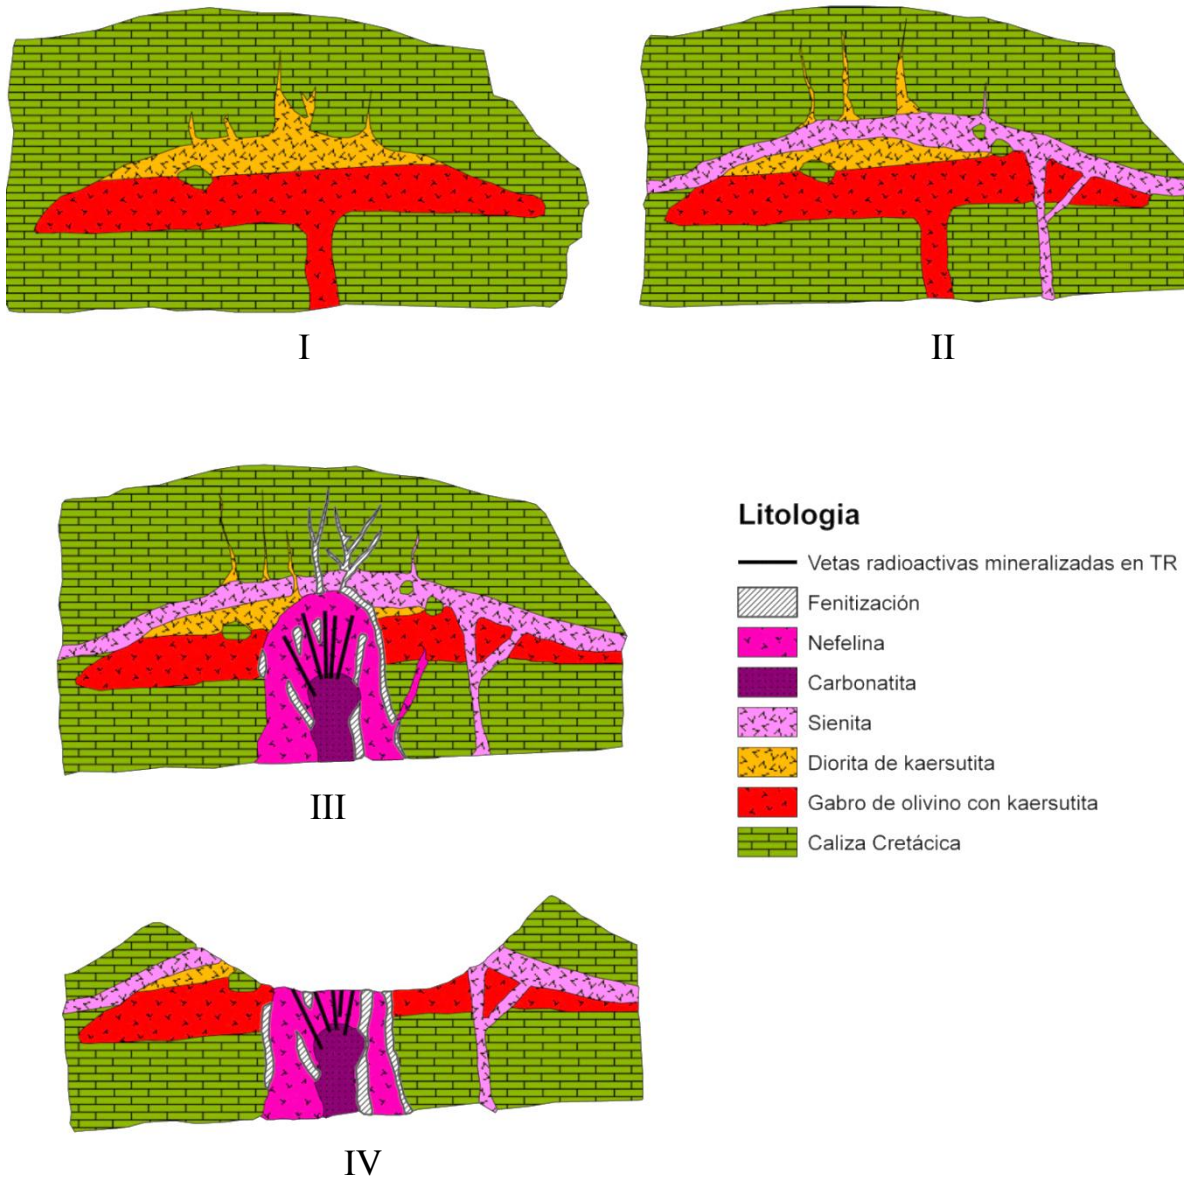 I
II
III
Litologia
Vetas radioactivas mineralizadas en TR
Fenitización
Nefelina
Carbonatita
Sienita
Diorita de kaersutita
Gabro de olivino con kaersutita
Caliza Cretácica
IV